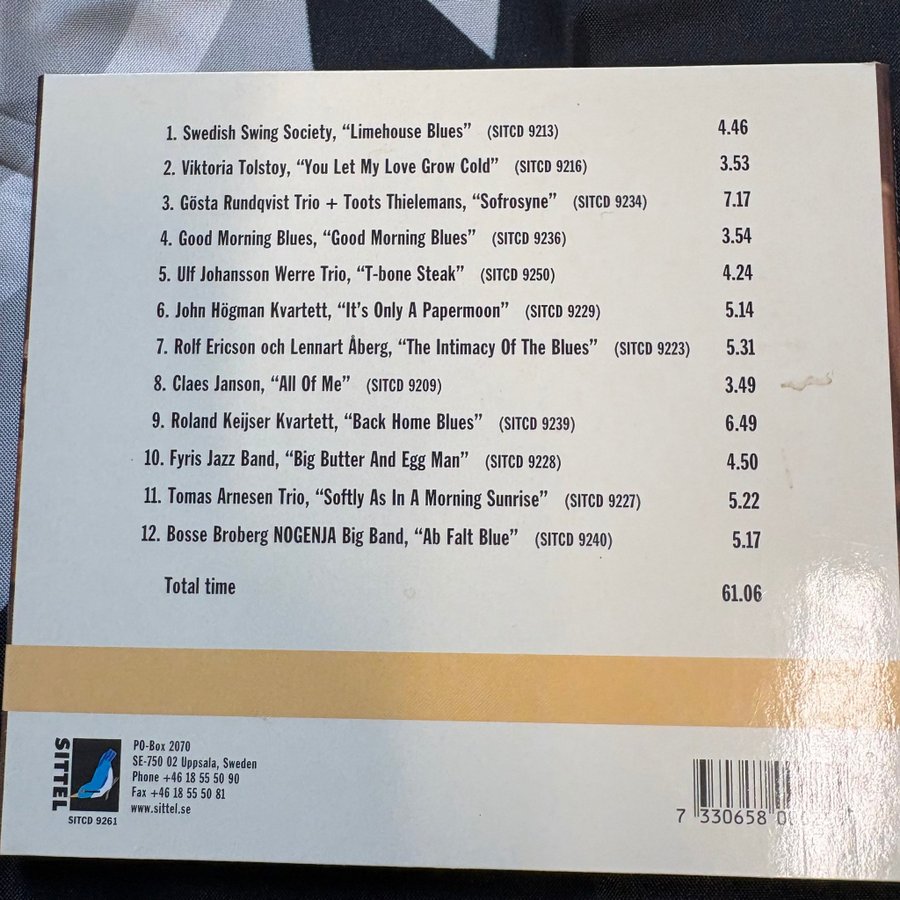 1. Swedish Swing Society, “Limehouse Blues” (SITCD 9213) 4.46
2. Viktoria Tolstoy, “You Let My Love Grow Cold” (SITCD 9216) 3.53
3. Gösta Rundqvist Trio + Toots Thielemans, “Sofrosyne” (SITCD 9234) 7.17
4. Good Morning Blues, “Good Morning Blues” (SITCD 9236) 3.54
5. Ulf Johansson Werre Trio, “T-bone Steak” (SITCD 9250) 4.24
6. John Högman Kvartett, “It’s Only A Papermoon” (SITCD 9229) 5.14
7. Rolf Ericson och Lennart Åberg, “The Intimacy Of The Blues” (SITCD 9223) 5.31
8. Claes Janson, “All Of Me” (SITCD 9209) 3.49
9. Roland Keijser Kvartett, “Back Home Blues” (SITCD 9239) 6.49
10. Fyris Jazz Band, “Big Butter And Egg Man” (SITCD 9228) 4.50
11. Tomas Arnesen Trio, “Softly As In A Morning Sunrise” (SITCD 9227) 5.22
12. Bosse Broberg NOGENJA Big Band, “Ab Falt Blue” (SITCD 9240) 5.17
Total time 61.06
SITTEL
SITCD 9261
PO-Box 2070
SE-750 02 Uppsala, Sweden
Phone +46 18 55 50 90
Fax +46 18 55 50 81
www.sittel.se
7 330658